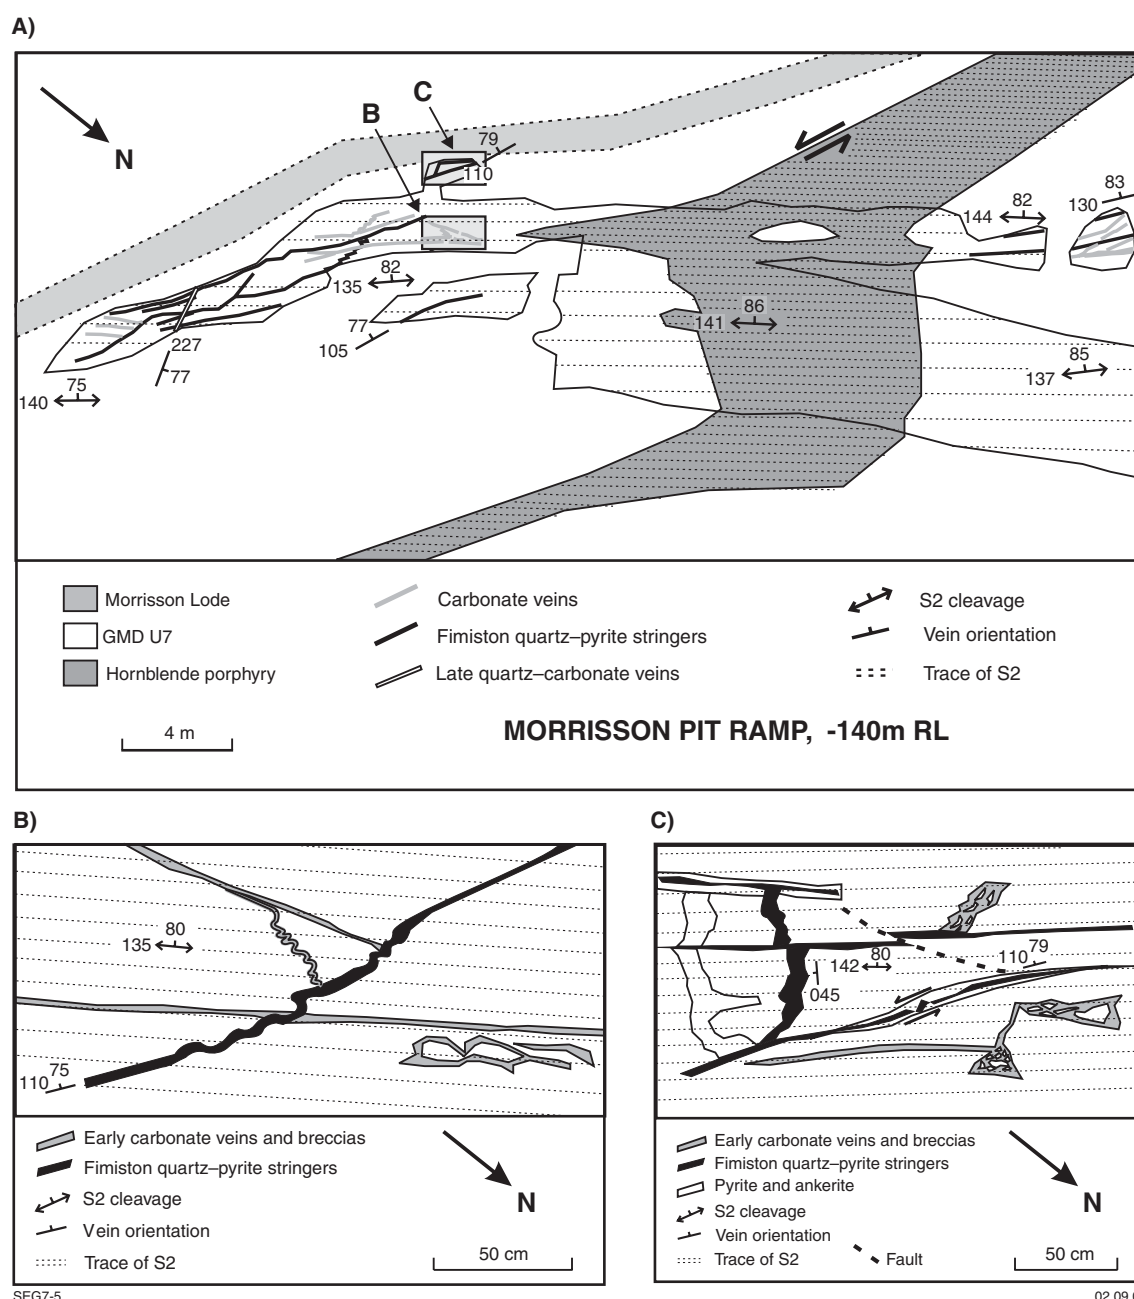 A)
N
B
C
79
110
83
130
82
144
82
135
86
141
77
105
227
77
75
140
85
137
Morrisson Lode
GMD U7
Hornblende porphyry
Carbonate veins
Fimiston quartz–pyrite stringers
Late quartz–carbonate veins
S2 cleavage
Vein orientation
Trace of S2
4 m
MORRISSON PIT RAMP, -140m RL
B)
80
135
75
110
Early carbonate veins and breccias
Fimiston quartz–pyrite stringers
S2 cleavage
Vein orientation
Trace of S2
N
50 cm
C)
79
110
80
142
045
Early carbonate veins and breccias
Fimiston quartz–pyrite stringers
Pyrite and ankerite
S2 cleavage
Vein orientation
Trace of S2
Fault
N
50 cm
SEG7-5
02.09